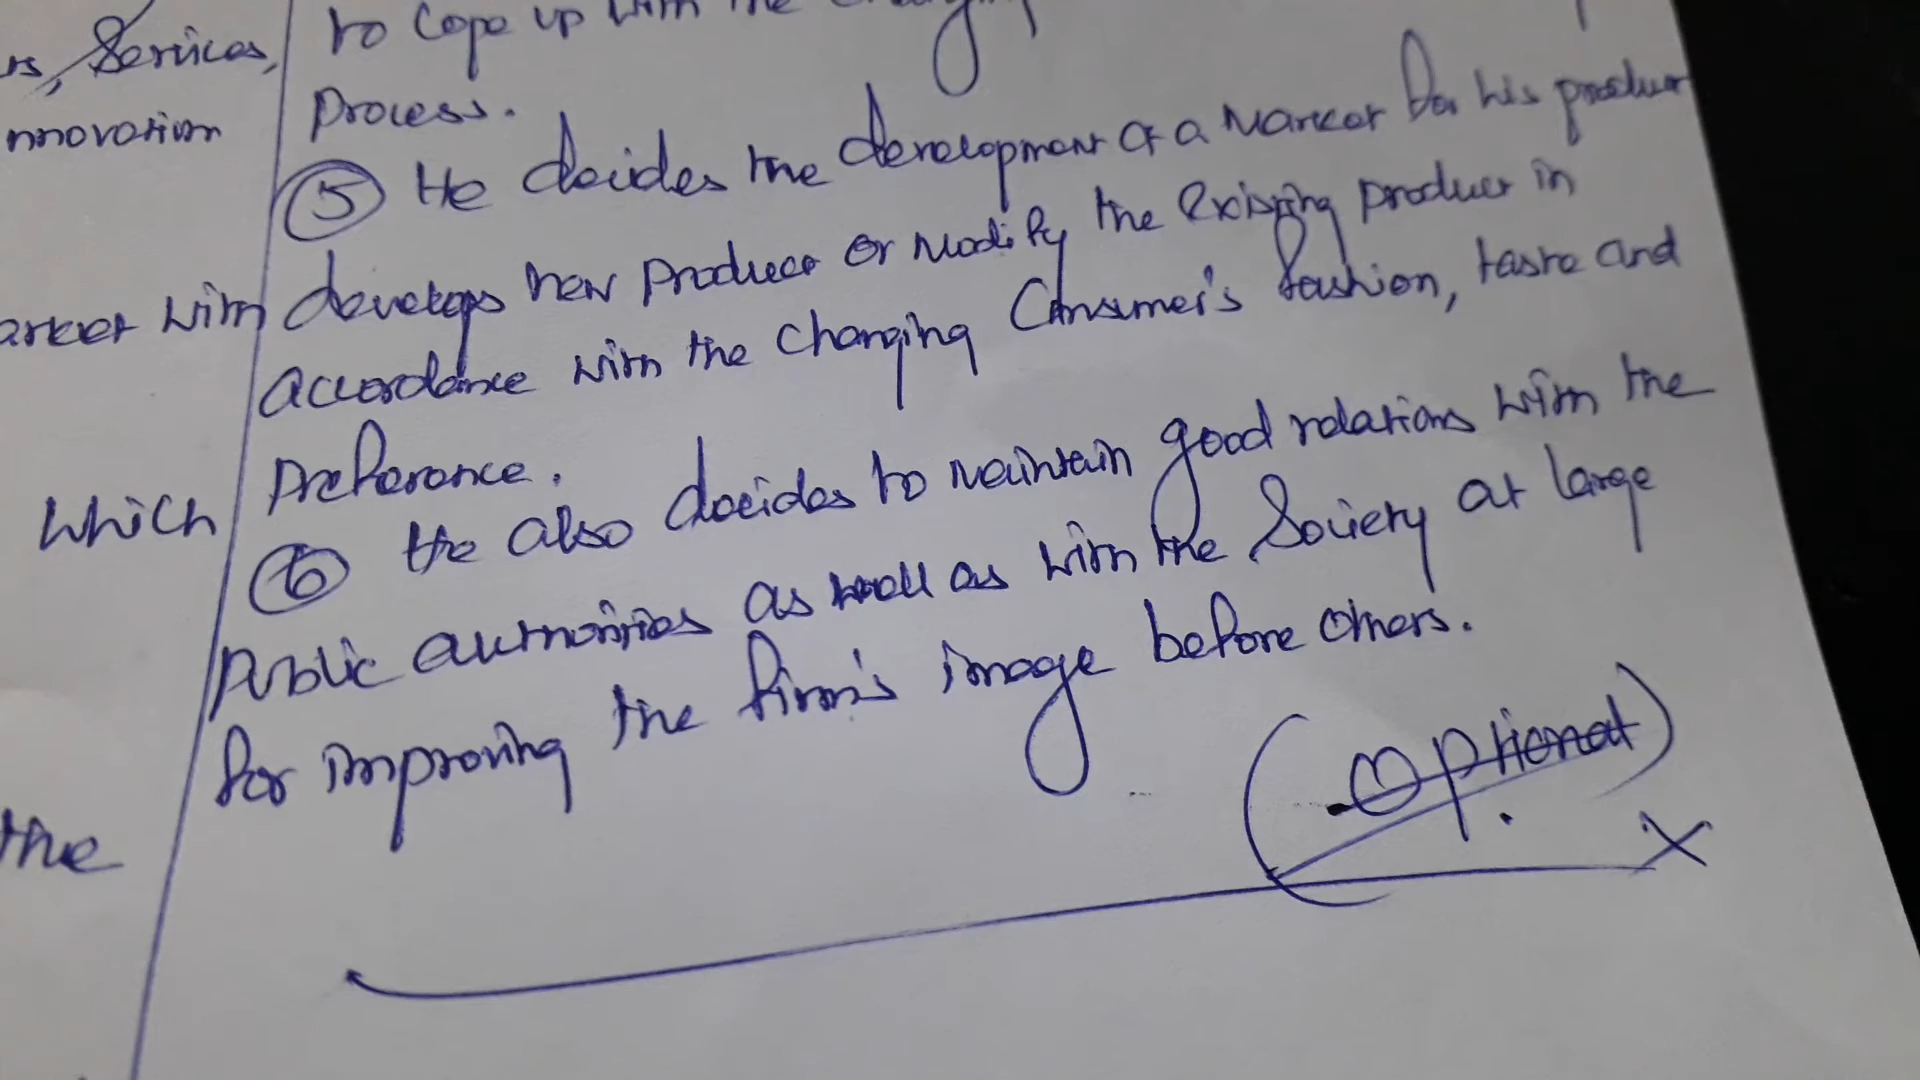 to cope up with the changing
process.
⑤ He decides the development of a Market for his product
develops new product or modify the existing product in
accordance with the changing Consumer's fashion, taste and
preference.
⑥ He also decides to maintain good relations with the
public authorities as well as with the Society at large
for improving the firm's image before others.
(Optional)
x
Services,
nnovation
arket with
which
the